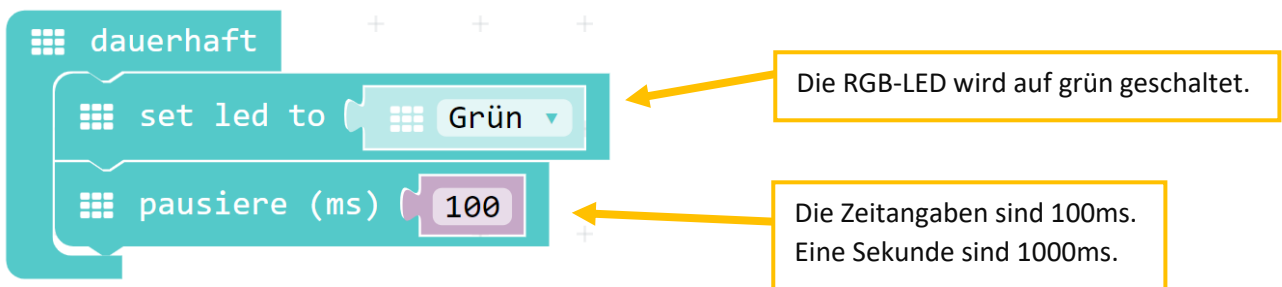 dauerhaft
set led to Grün
Die RGB-LED wird auf grün geschaltet.
pausiere (ms) 100
Die Zeitangaben sind 100ms.
Eine Sekunde sind 1000ms.